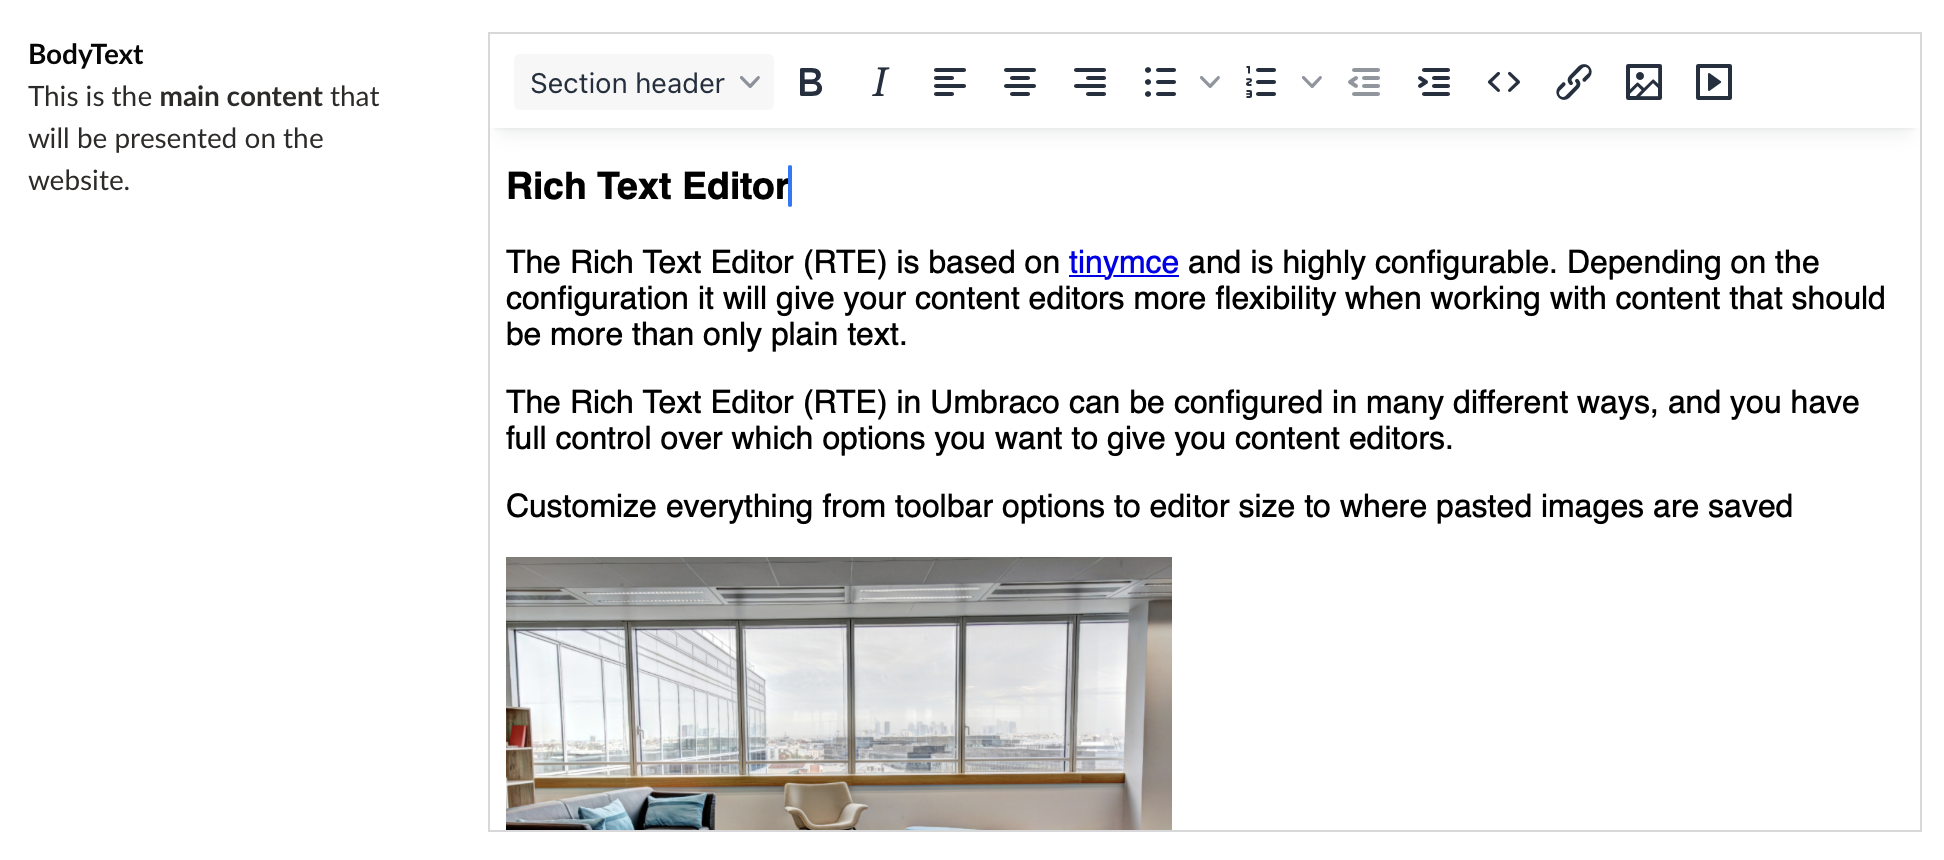 BodyText
This is the main content that
will be presented on the
website.
Section header
Rich Text Editor
The Rich Text Editor (RTE) is based on tinymce and is highly configurable. Depending on the
configuration it will give your content editors more flexibility when working with content that should
be more than only plain text.
The Rich Text Editor (RTE) in Umbraco can be configured in many different ways, and you have
full control over which options you want to give you content editors.
Customize everything from toolbar options to editor size to where pasted images are saved